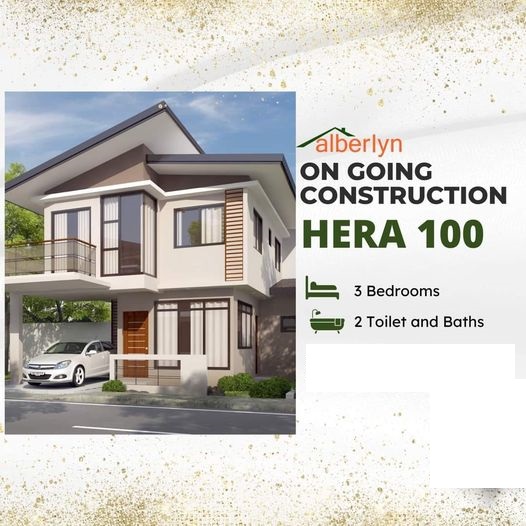 alberlyn
ON GOING
CONSTRUCTION
HERA 100
3 Bedrooms
2 Toilet and Baths